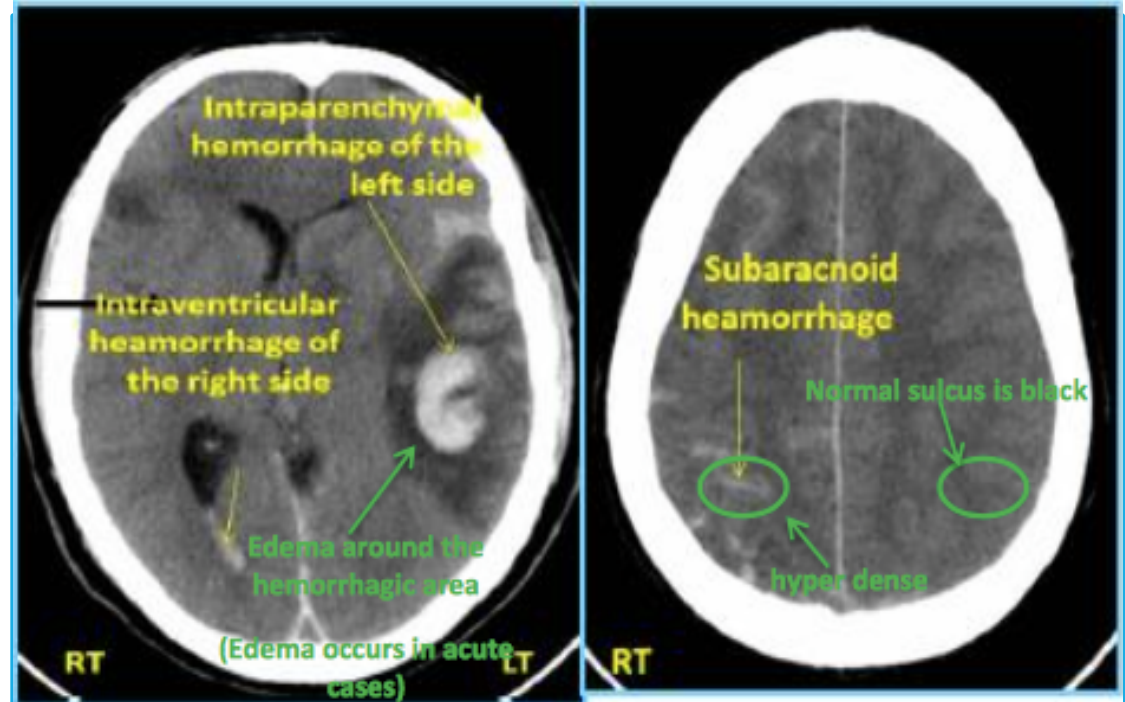 Intraparenchymal
hemorrhage of the
left side
Intraventricular
heamorrhage of
the right side
Edema around the
hemorrhagic area
(Edema occurs in acute
cases)
RT
LT
Subaracnoid
heamorrhage
Normal sulcus is black
hyper dense
RT